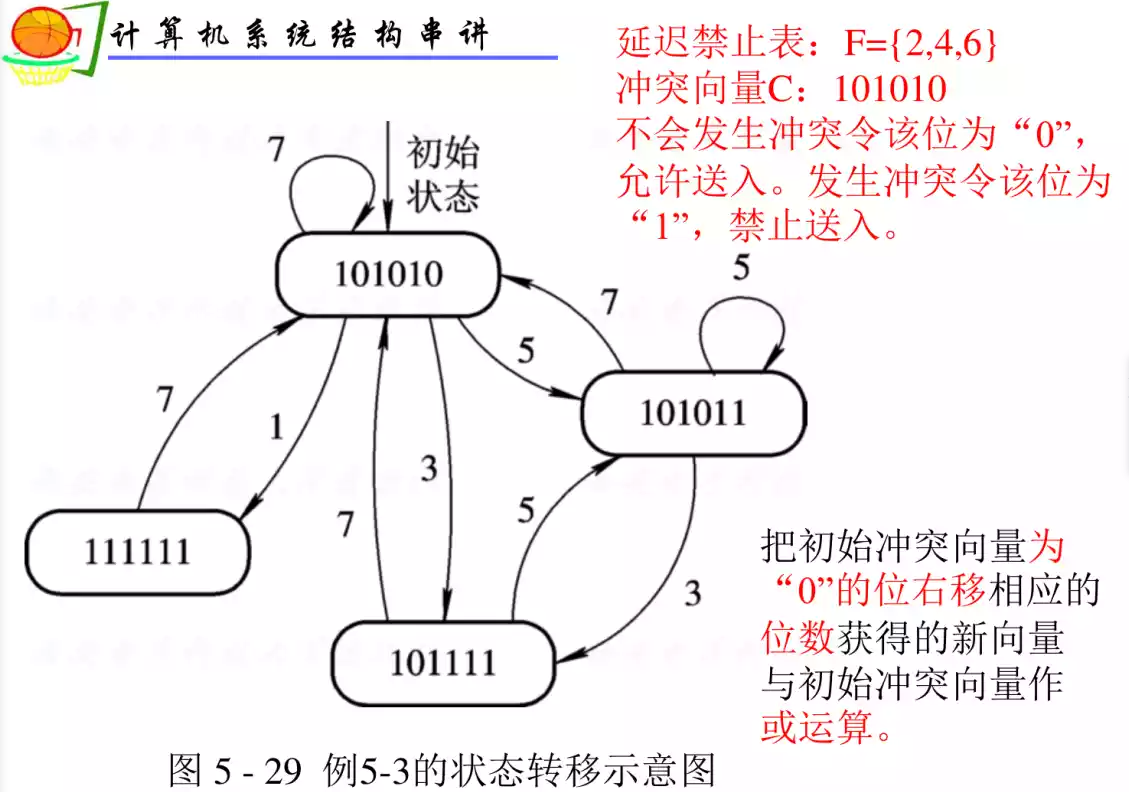 计算机系统结构串讲
延迟禁止表：F={2,4,6}
冲突向量C：101010
不会发生冲突令该位为“0”，
允许送入。发生冲突令该位为
“1”，禁止送入。
初始
状态
7
101010
5
7
5
101011
7
1
3
7
5
3
111111
101111
把初始冲突向量为
“0”的位右移相应的
位数获得的新向量
与初始冲突向量作
或运算。
图 5 - 29 例5-3的状态转移示意图